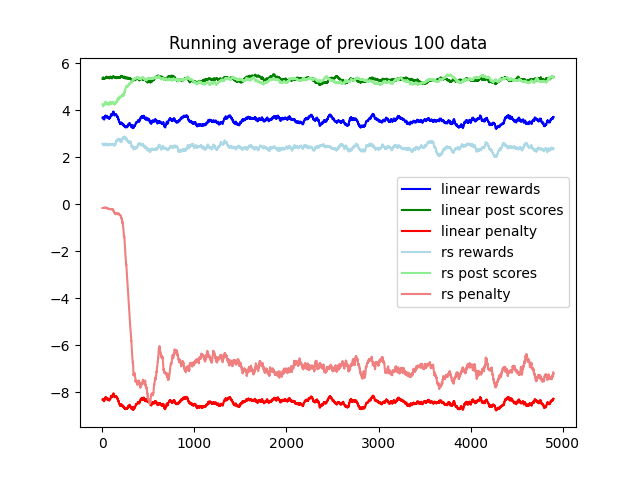 Running average of previous 100 data
6
4
2
0
−2
−4
−6
−8
linear rewards
linear post scores
linear penalty
rs rewards
rs post scores
rs penalty
0 1000 2000 3000 4000 5000